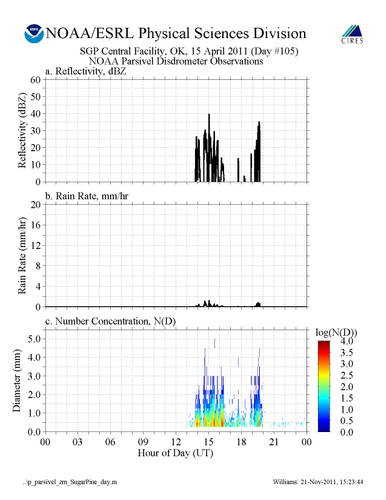 NOAA/ESRL Physical Sciences Division
CIRES
SGP Central Facility, OK, 15 April 2011 (Day #105)
NOAA Parsivel Disdrometer Observations
a. Reflectivity, dBZ
Reflectivity (dBZ)
60
50
40
30
20
10
0
b. Rain Rate, mm/hr
Rain Rate (mm/hr)
20
16
12
8
4
0
c. Number Concentration, N(D)
Diameter (mm)
5.0
4.0
3.0
2.0
1.0
0.0
log(N(D))
4.0
3.5
3.0
2.5
2.0
1.5
1.0
0.5
0.0
00 03 06 09 12 15 18 21 00
Hour of Day (UT)
..\p_parsivel_zm_SugarPine_day.m
Williams: 21-Nov-2011, 15:23:44